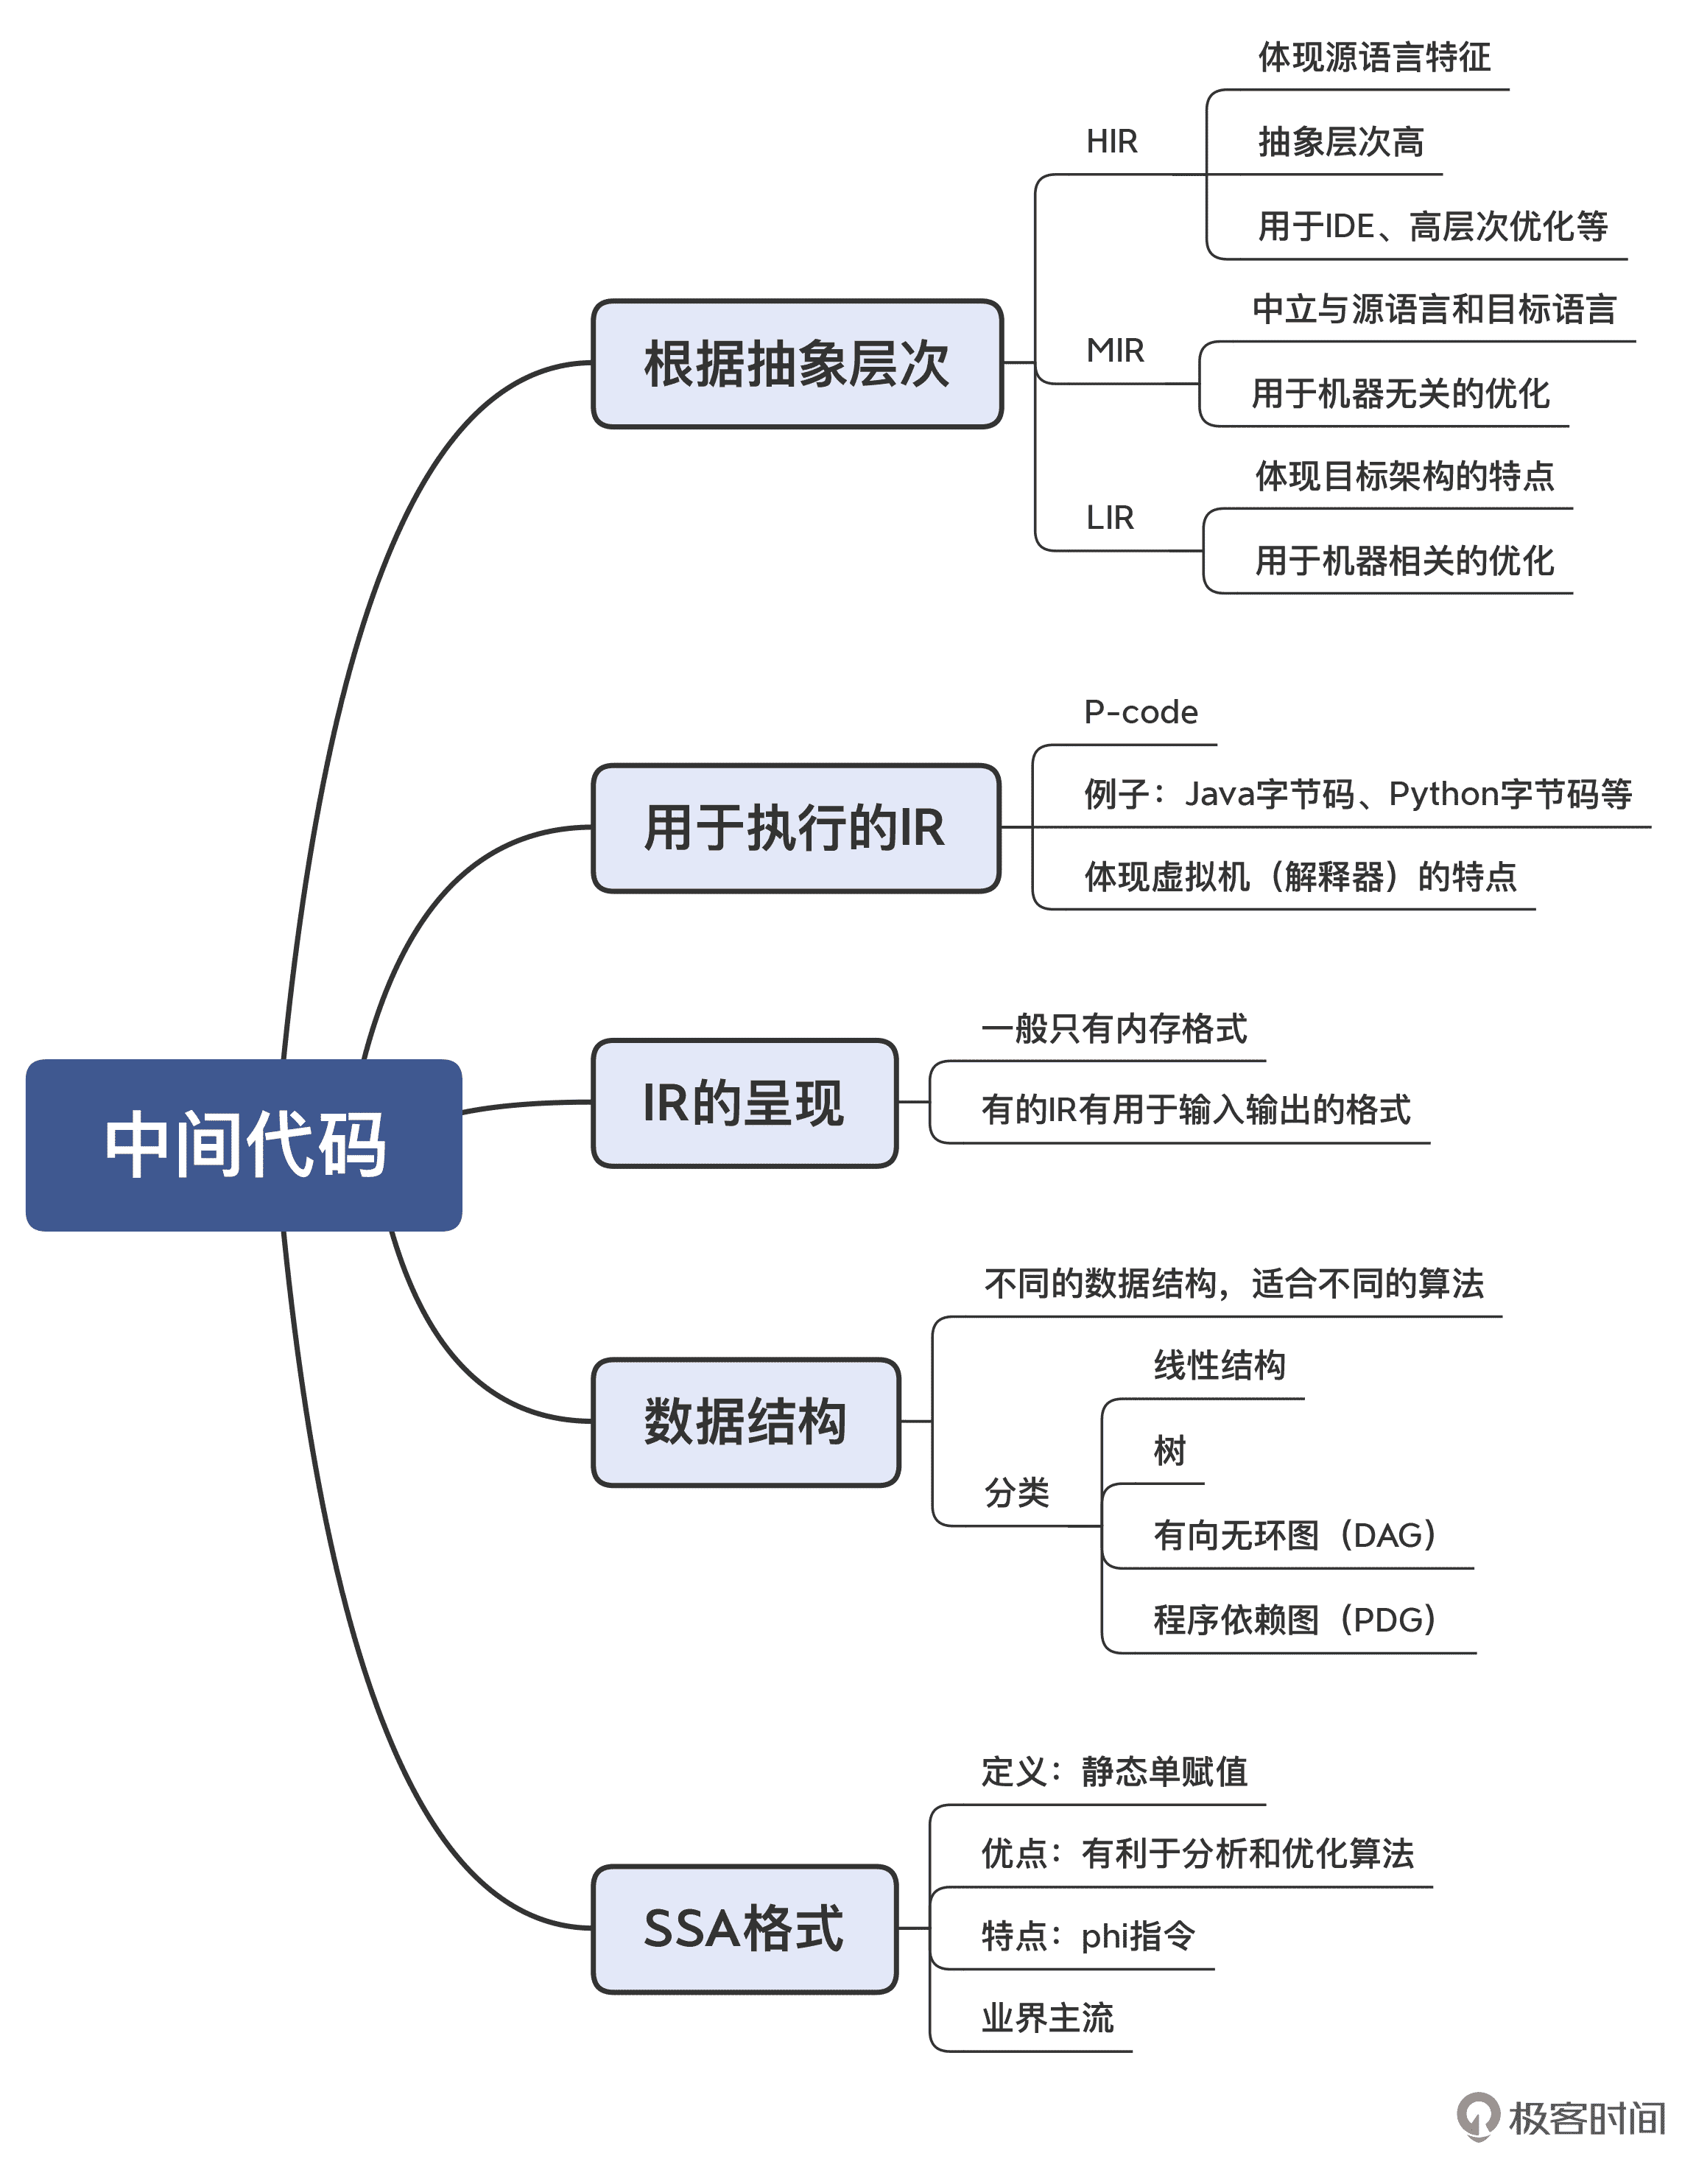 中间代码
根据抽象层次
HIR
体现源语言特征
抽象层次高
用于IDE、高层次优化等
MIR
中立与源语言和目标语言
用于机器无关的优化
LIR
体现目标架构的特点
用于机器相关的优化
用于执行的IR
P-code
例子：Java字节码、Python字节码等
体现虚拟机（解释器）的特点
IR的呈现
一般只有内存格式
有的IR有用于输入输出的格式
数据结构
不同的数据结构，适合不同的算法
分类
线性结构
树
有向无环图（DAG）
程序依赖图（PDG）
SSA格式
定义：静态单赋值
优点：有利于分析和优化算法
特点：phi指令
业界主流
极客时间